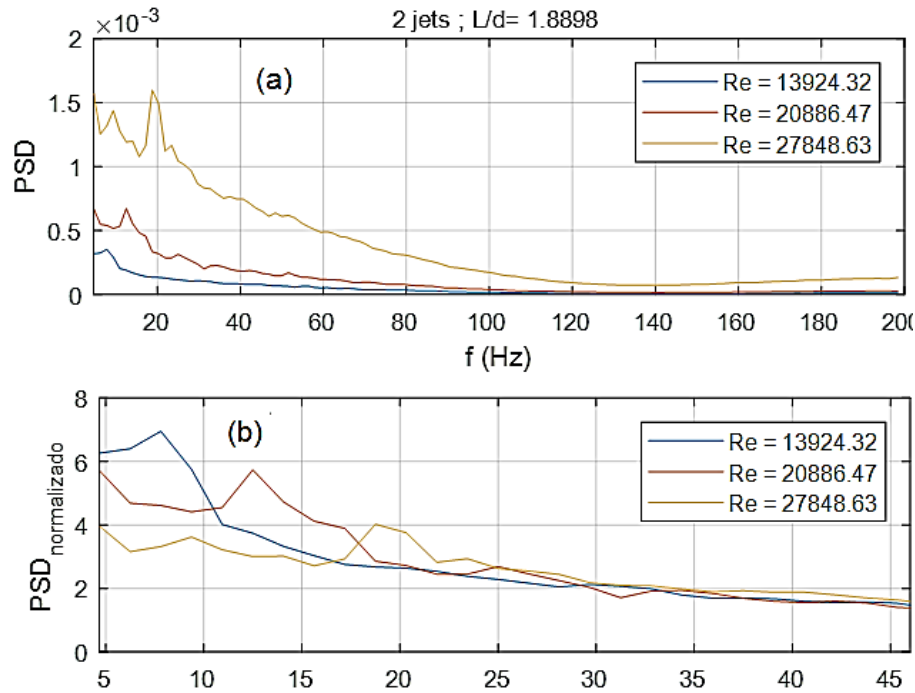 2 jets ; L/d= 1.8898
×10⁻³
(a)
Re = 13924.32
Re = 20886.47
Re = 27848.63
PSD
2
1.5
1
0.5
0
20 40 60 80 100 120 140 160 180 200
f (Hz)
(b)
Re = 13924.32
Re = 20886.47
Re = 27848.63
PSD normalizado
8
6
4
2
0
5 10 15 20 25 30 35 40 45